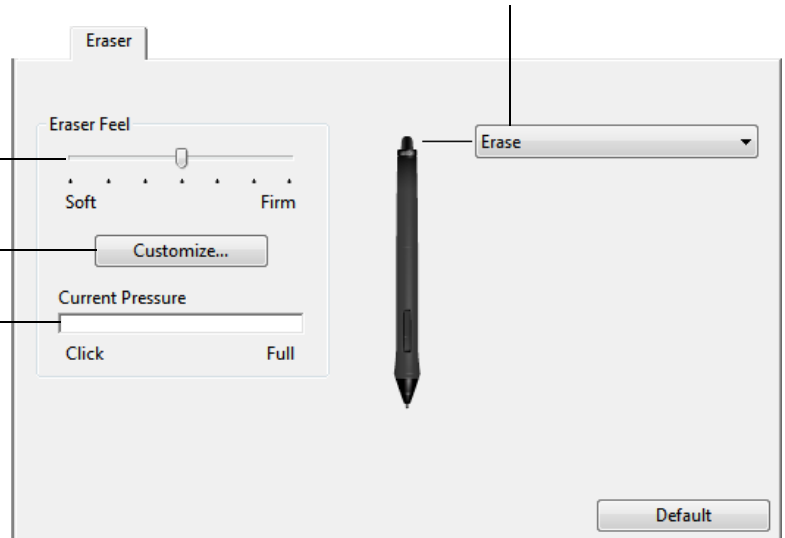 Eraser
Eraser Feel
Soft Firm
Customize...
Current Pressure
Click Full
Erase
Default